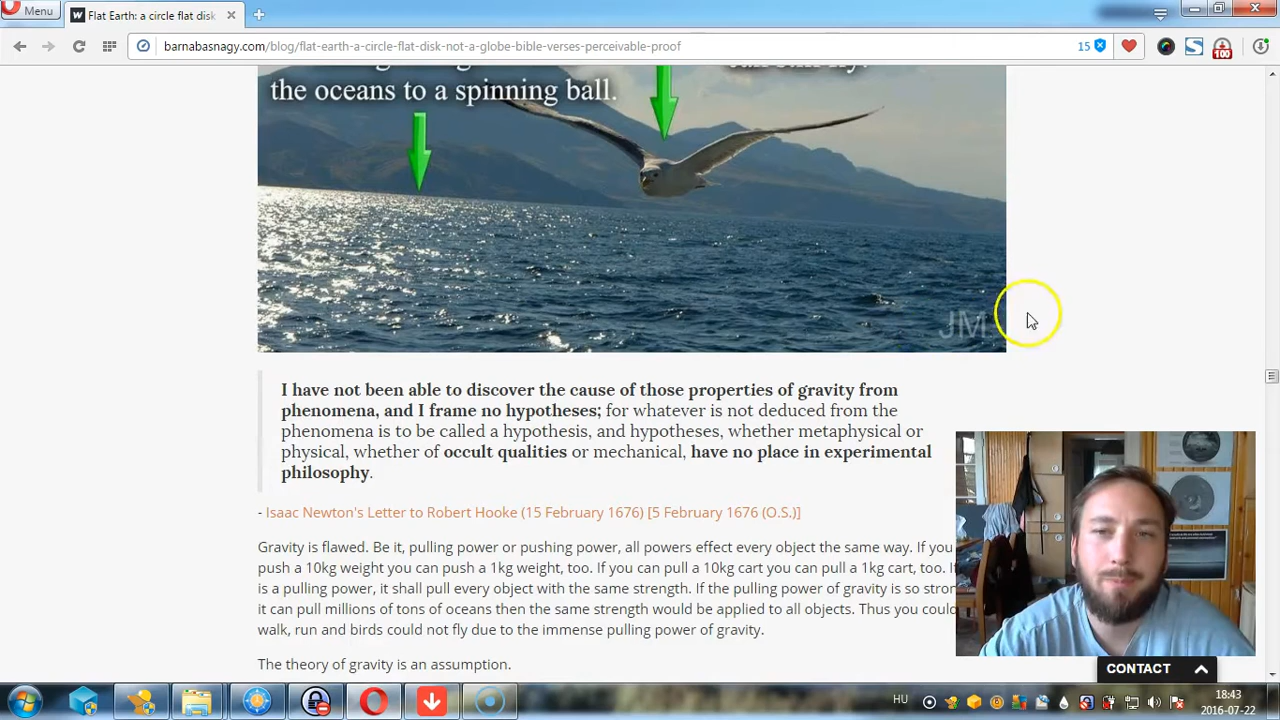 Menu
Flat Earth: a circle flat disk
barnabasnagy.com/blog/flat-earth-a-circle-flat-disk-not-a-globe-bible-verses-perceivable-proof
15
100
the oceans to a spinning ball.
JM
I have not been able to discover the cause of those properties of gravity from
phenomena, and I frame no hypotheses; for whatever is not deduced from the
phenomena is to be called a hypothesis, and hypotheses, whether metaphysical or
physical, whether of occult qualities or mechanical, have no place in experimental
philosophy.
- Isaac Newton's Letter to Robert Hooke (15 February 1676) [5 February 1676 (O.S.)]
Gravity is flawed. Be it, pulling power or pushing power, all powers effect every object the same way. If you
push a 10kg weight you can push a 1kg weight, too. If you can pull a 10kg cart you can pull a 1kg cart, too. If
is a pulling power, it shall pull every object with the same strength. If the pulling power of gravity is so stron
it can pull millions of tons of oceans then the same strength would be applied to all objects. Thus you could
walk, run and birds could not fly due to the immense pulling power of gravity.
The theory of gravity is an assumption.
CONTACT
HU
18:43
2016-07-22